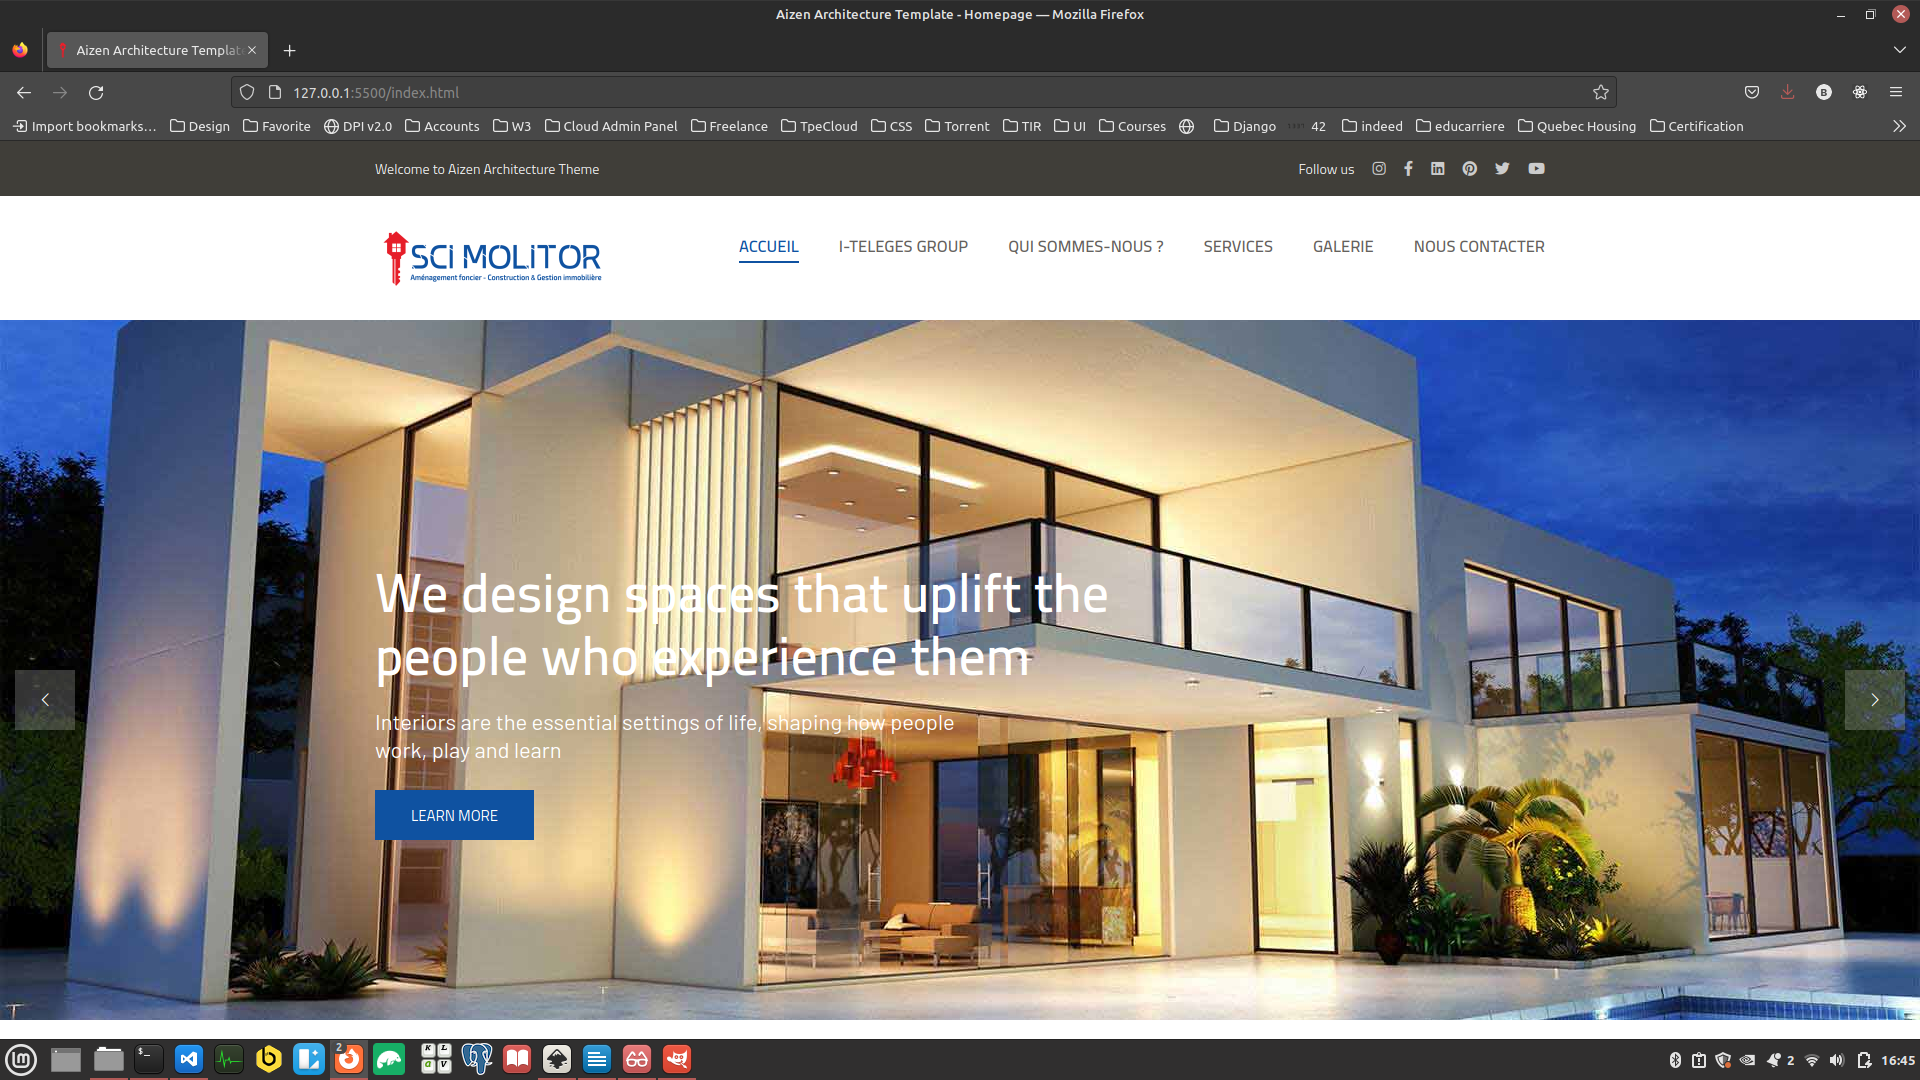 Aizen Architecture Template - Homepage — Mozilla Firefox
Aizen Architecture Templat
127.0.0.1:5500/index.html
Import bookmarks... Design Favorite DPI v2.0 Accounts W3 Cloud Admin Panel Freelance TpeCloud CSS Torrent TIR UI Courses Django 42 indeed educarriere Quebec Housing Certification
Welcome to Aizen Architecture Theme Follow us
SCI MOLITOR
Aménagement foncier - Construction & Gestion immobilière
ACCUEIL I-TELEGES GROUP QUI SOMMES-NOUS ? SERVICES GALERIE NOUS CONTACTER
We design spaces that uplift the
people who experience them
Interiors are the essential settings of life, shaping how people
work, play and learn
LEARN MORE
2 16:45